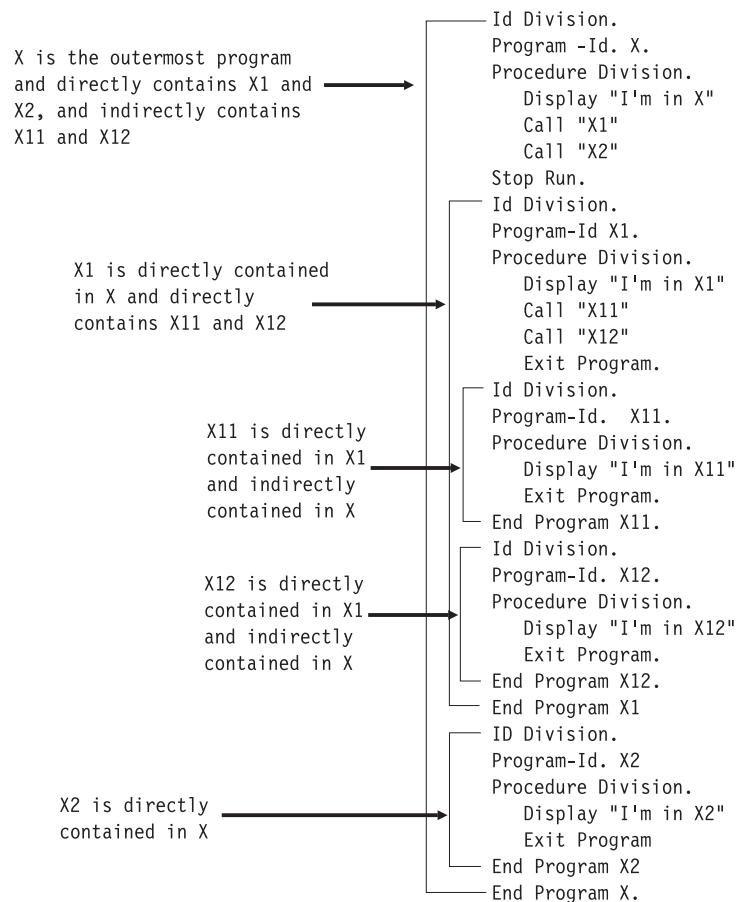 X is the outermost program
and directly contains X1 and
X2, and indirectly contains
X11 and X12
Id Division.
Program -Id. X.
Procedure Division.
Display "I'm in X"
Call "X1"
Call "X2"
Stop Run.
X1 is directly contained
in X and directly
contains X11 and X12
Id Division.
Program-Id X1.
Procedure Division.
Display "I'm in X1"
Call "X11"
Call "X12"
Exit Program.
X11 is directly
contained in X1
and indirectly
contained in X
Id Division.
Program-Id. X11.
Procedure Division.
Display "I'm in X11"
Exit Program.
End Program X11.
X12 is directly
contained in X1
and indirectly
contained in X
Id Division.
Program-Id. X12.
Procedure Division.
Display "I'm in X12"
Exit Program.
End Program X12.
End Program X1
X2 is directly
contained in X
ID Division.
Program-Id. X2
Procedure Division.
Display "I'm in X2"
Exit Program
End Program X2
End Program X.